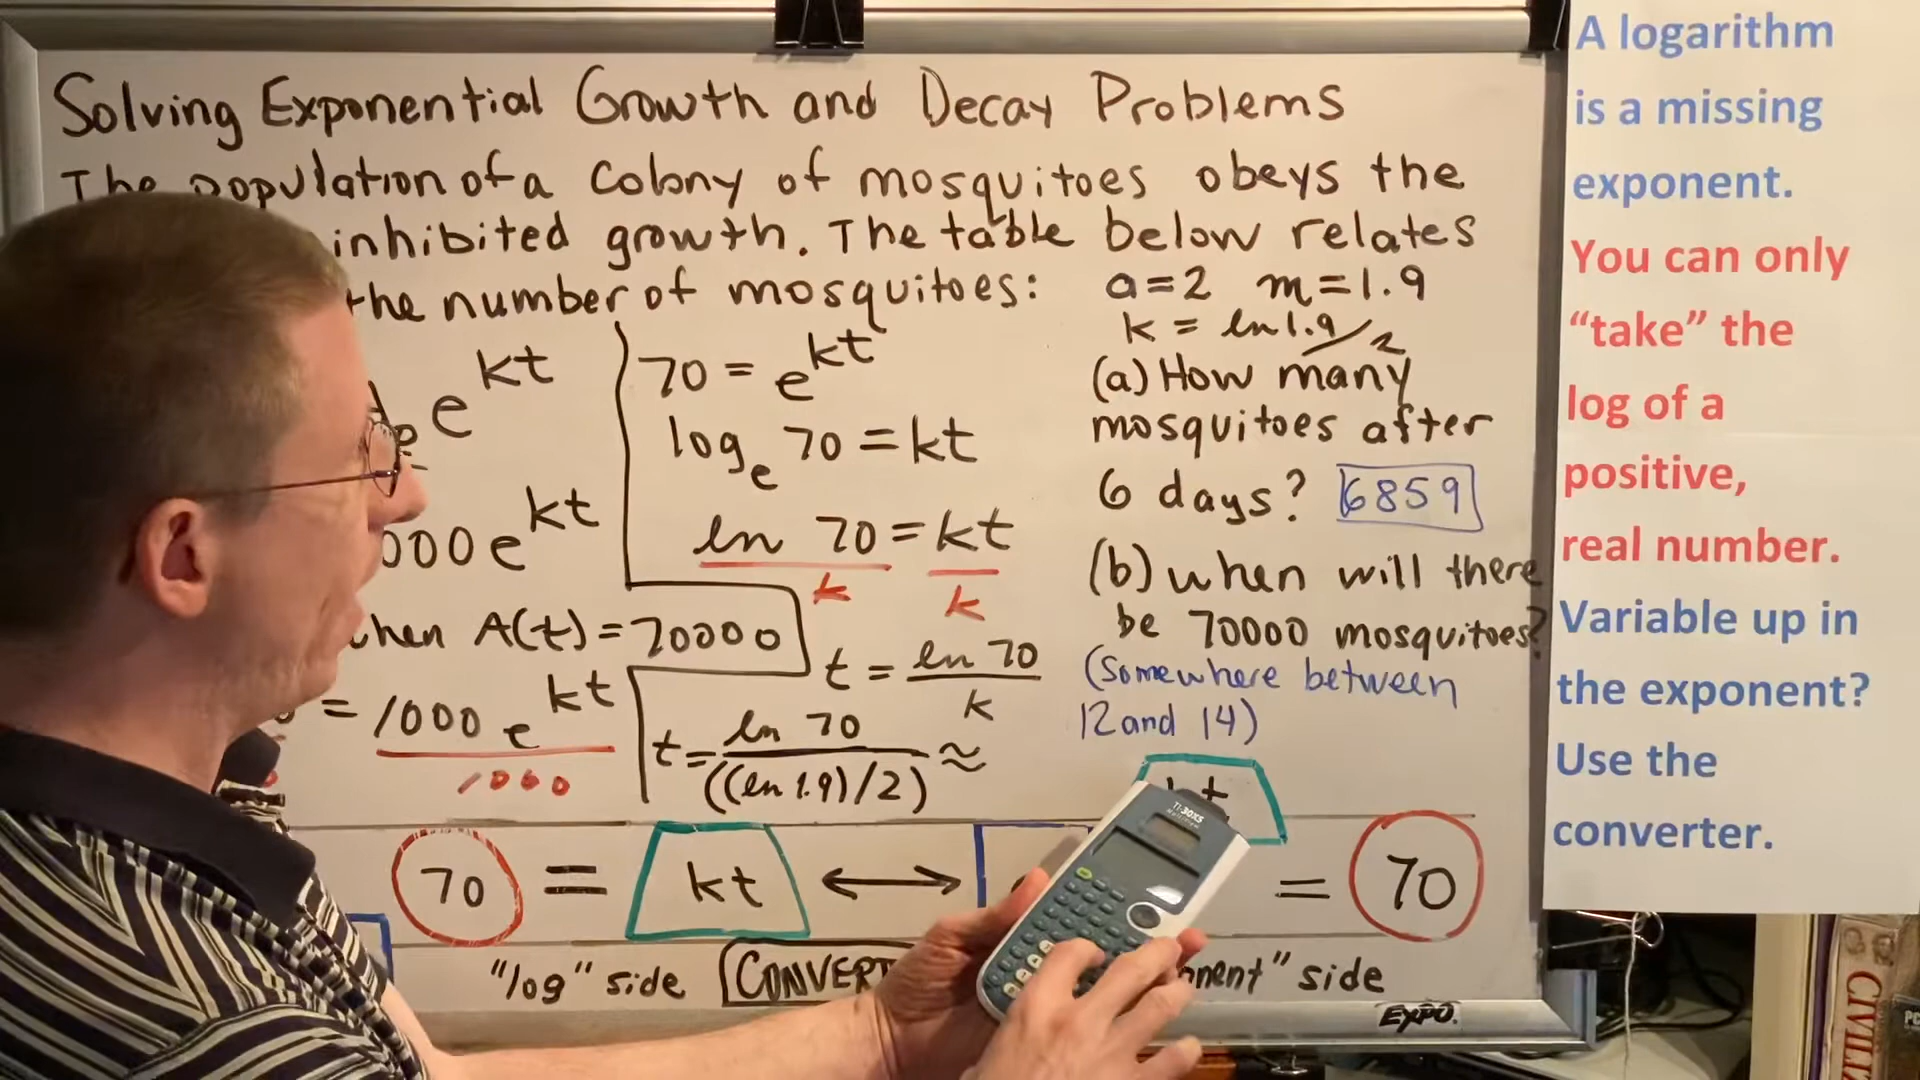 Solving Exponential Growth and Decay Problems
The population of a colony of mosquitoes obeys the
inhibited growth. The table below relates
the number of mosquitoes:
a=2 m=1.9
k = ln1.9/2
e^kt
000e^kt
when A(t)=70000
= 1000 e^kt
1000
70 = e^kt
log_e 70 = kt
ln 70 = kt
k k
t = ln 70
k
t = ln 70 ≈
((ln 1.9)/2)
(a) How many
mosquitoes after
6 days? 6859
(b) when will there
be 70000 mosquitoes?
(Somewhere between
12 and 14)
70 = kt ↔ = 70
"log" side CONVERT nent" side
EXPO
TI-30XS
MultiView
A logarithm
is a missing
exponent.
You can only
“take” the
log of a
positive,
real number.
Variable up in
the exponent?
Use the
converter.
CIVILIZ
PC